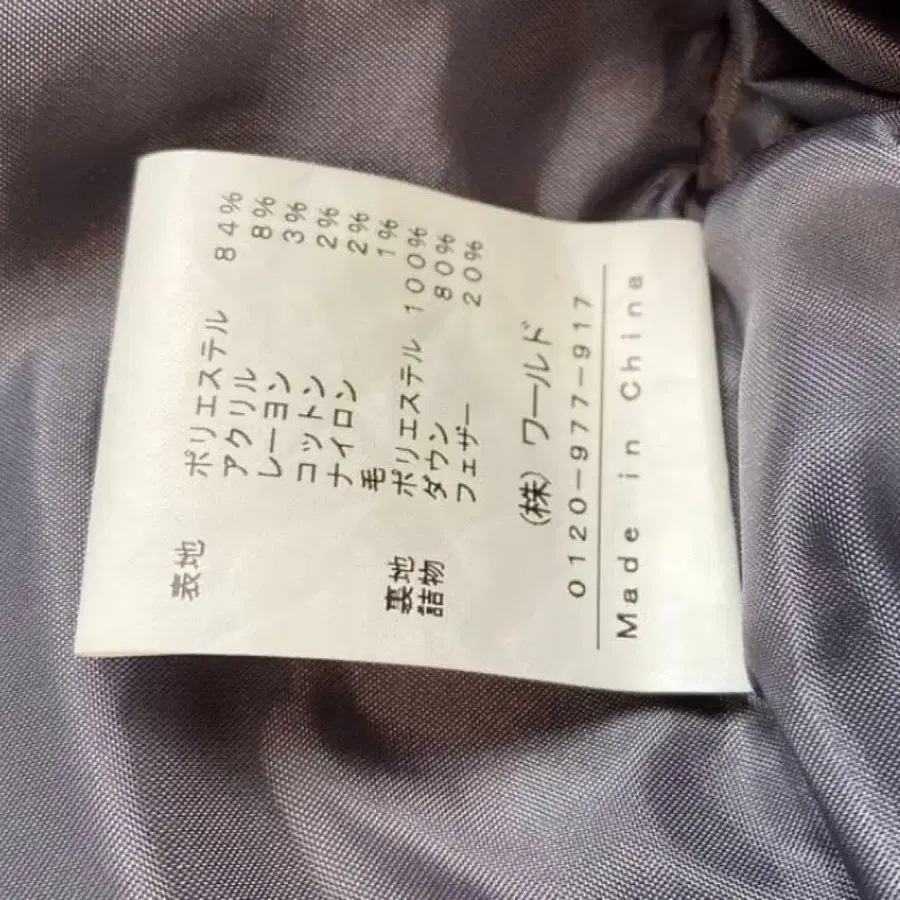 表地 ポリエステル 84%
アクリル 8%
レーヨン 3%
コットン 2%
ナイロン 2%
毛 1%
裏地 ポリエステル 100%
詰物 ダウン 80%
フェザー 20%
(株) ワールド
0120-977-917
Made in China